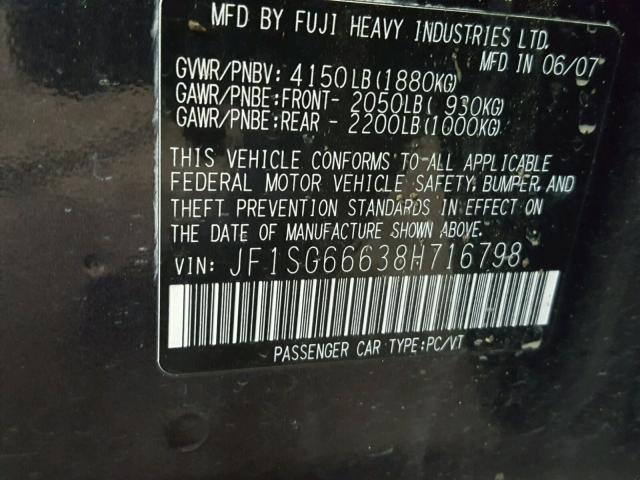 MFD BY FUJI HEAVY INDUSTRIES LTD.
MFD IN 06/07
GVWR/PNBV: 4150LB(1880KG)
GAWR/PNBE:FRONT- 2050LB( 930KG)
GAWR/PNBE:REAR - 2200LB(1000KG)
THIS VEHICLE CONFORMS TO ALL APPLICABLE
FEDERAL MOTOR VEHICLE SAFETY, BUMPER, AND
THEFT PREVENTION STANDARDS IN EFFECT ON
THE DATE OF MANUFACTURE SHOWN ABOVE.
VIN: JF1SG66638H716798
PASSENGER CAR TYPE:PC/VT